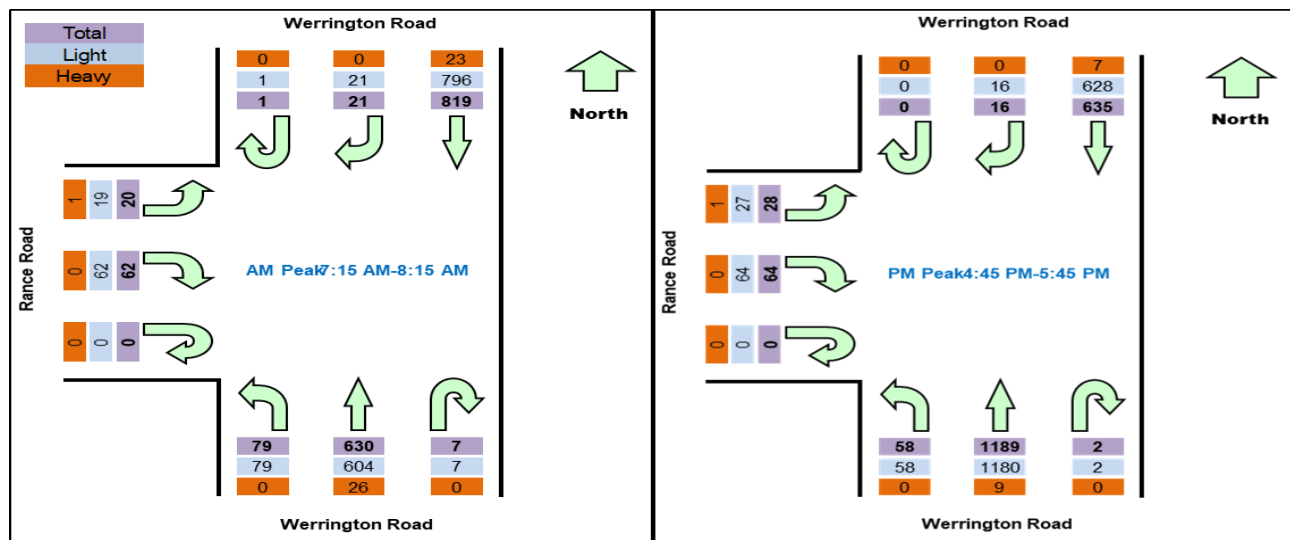 Werrington Road
Total
Light
Heavy
0 0 23
1 21 796
1 21 819
North
1 19 20
0 62 62
0 0 0
Rance Road
AM Peak7:15 AM-8:15 AM
79 630 7
79 604 7
0 26 0
Werrington Road
Werrington Road
0 0 7
0 16 628
0 16 635
North
1 27 28
0 64 64
0 0 0
Rance Road
PM Peak4:45 PM-5:45 PM
58 1189 2
58 1180 2
0 9 0
Werrington Road